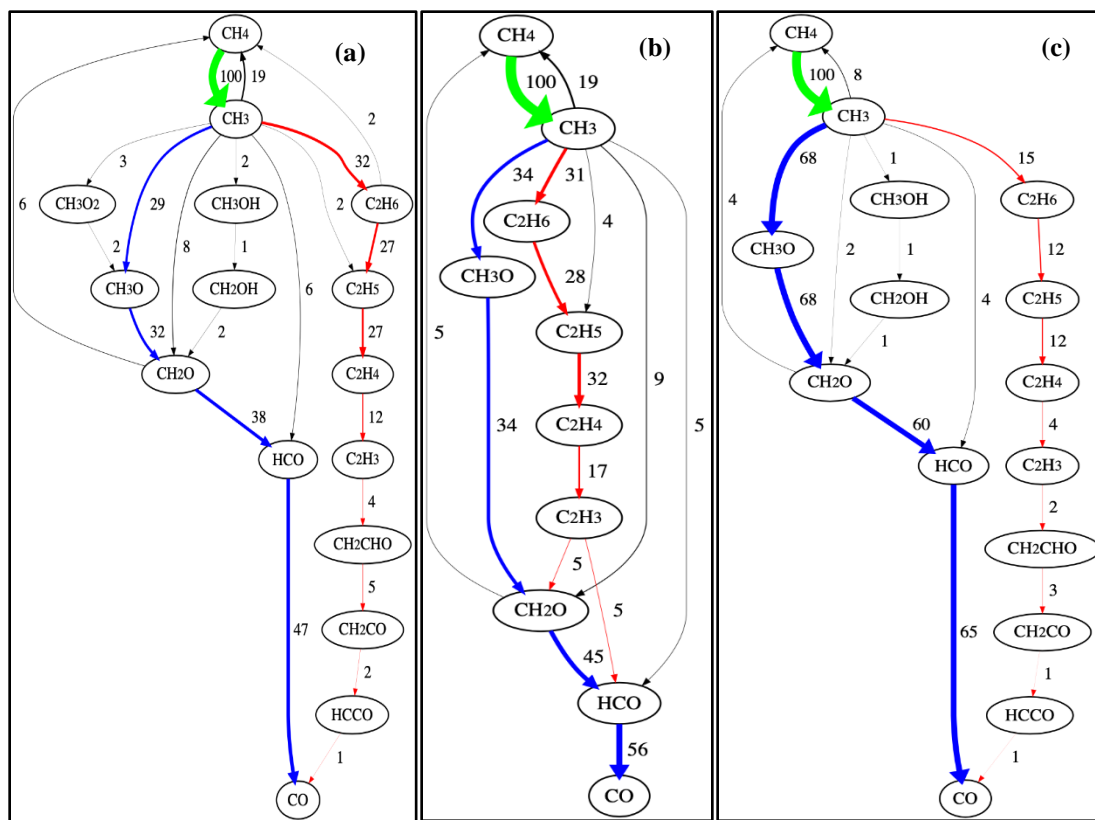 CH4
(a)
100
19
CH3
2
3
32
2
6
29
CH3O2
CH3OH
2
C2H6
8
2
1
27
6
CH3O
CH2OH
C2H5
32
2
27
CH2O
C2H4
38
12
HCO
C2H3
4
CH2CHO
5
47
CH2CO
2
HCCO
1
CO
CH4
(b)
100
19
CH3
34
31
C2H6
4
CH3O
28
5
C2H5
32
9
5
34
C2H4
17
C2H3
5
CH2O
5
45
HCO
56
CO
CH4
(c)
100
8
CH3
68
1
15
CH3OH
C2H6
4
CH3O
2
1
12
68
4
CH2OH
C2H5
1
12
CH2O
C2H4
60
4
HCO
C2H3
2
CH2CHO
3
65
CH2CO
1
HCCO
1
CO